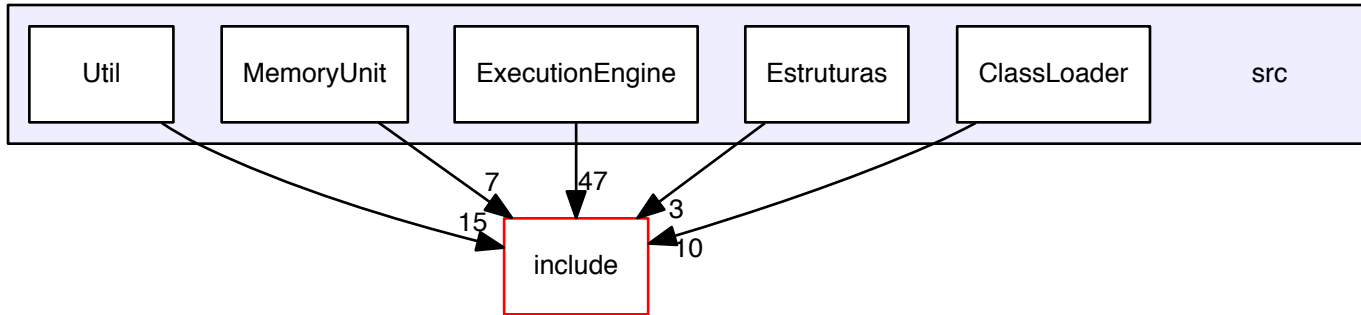 Util
MemoryUnit
ExecutionEngine
Estruturas
ClassLoader
src
7
47
3
15
10
include